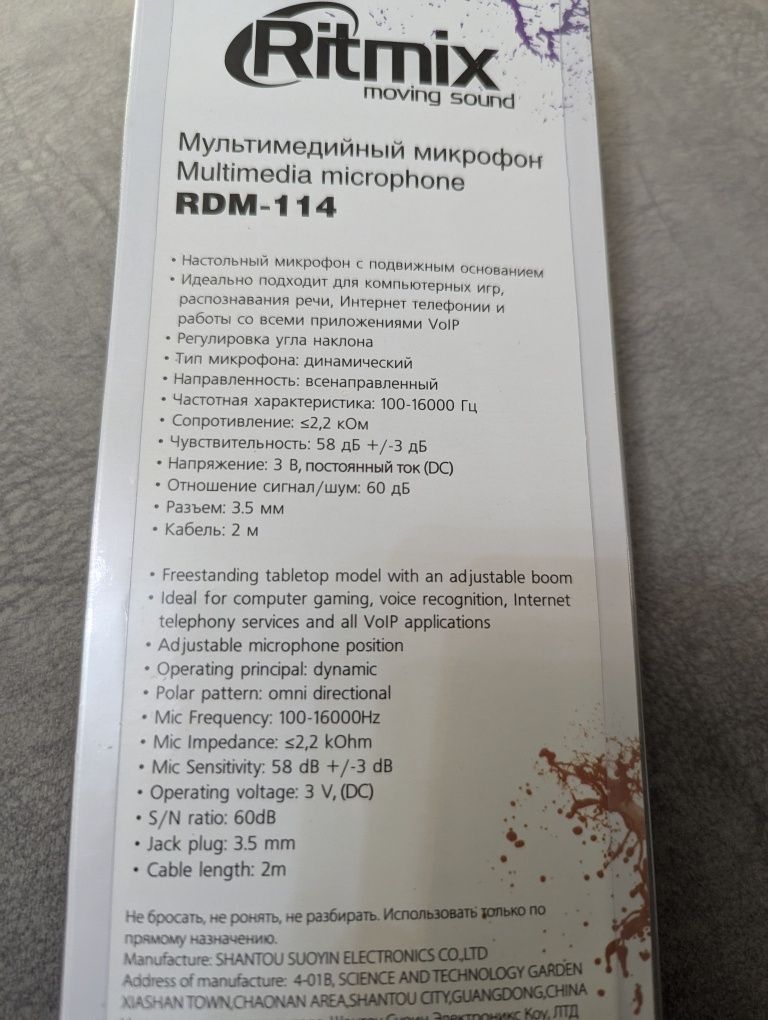 Ritmix
moving sound
Мультимедийный микрофон
Multimedia microphone
RDM-114
• Настольный микрофон с подвижным основанием
• Идеально подходит для компьютерных игр,
распознавания речи, Интернет телефонии и
работы со всеми приложениями VoIP
• Регулировка угла наклона
• Тип микрофона: динамический
• Направленность: всенаправленный
• Частотная характеристика: 100-16000 Гц
• Сопротивление: ≤2,2 кОм
• Чувствительность: 58 дБ +/-3 дБ
• Напряжение: 3 В, постоянный ток (DC)
• Отношение сигнал/шум: 60 дБ
• Разъем: 3.5 мм
• Кабель: 2 м
• Freestanding tabletop model with an adjustable boom
• Ideal for computer gaming, voice recognition, Internet
telephony services and all VoIP applications
• Adjustable microphone position
• Operating principal: dynamic
• Polar pattern: omni directional
• Mic Frequency: 100-16000Hz
• Mic Impedance: ≤2,2 kOhm
• Mic Sensitivity: 58 dB +/-3 dB
• Operating voltage: 3 V, (DC)
• S/N ratio: 60dB
• Jack plug: 3.5 mm
• Cable length: 2m
Не бросать, не ронять, не разбирать. Использовать только по
прямому назначению.
Manufacture: SHANTOU SUOYIN ELECTRONICS CO.,LTD
Address of manufacture: 4-01B, SCIENCE AND TECHNOLOGY GARDEN
XIASHAN TOWN,CHAONAN AREA,SHANTOU CITY,GUANGDONG,CHINA
Электроникс Коу, ЛТД